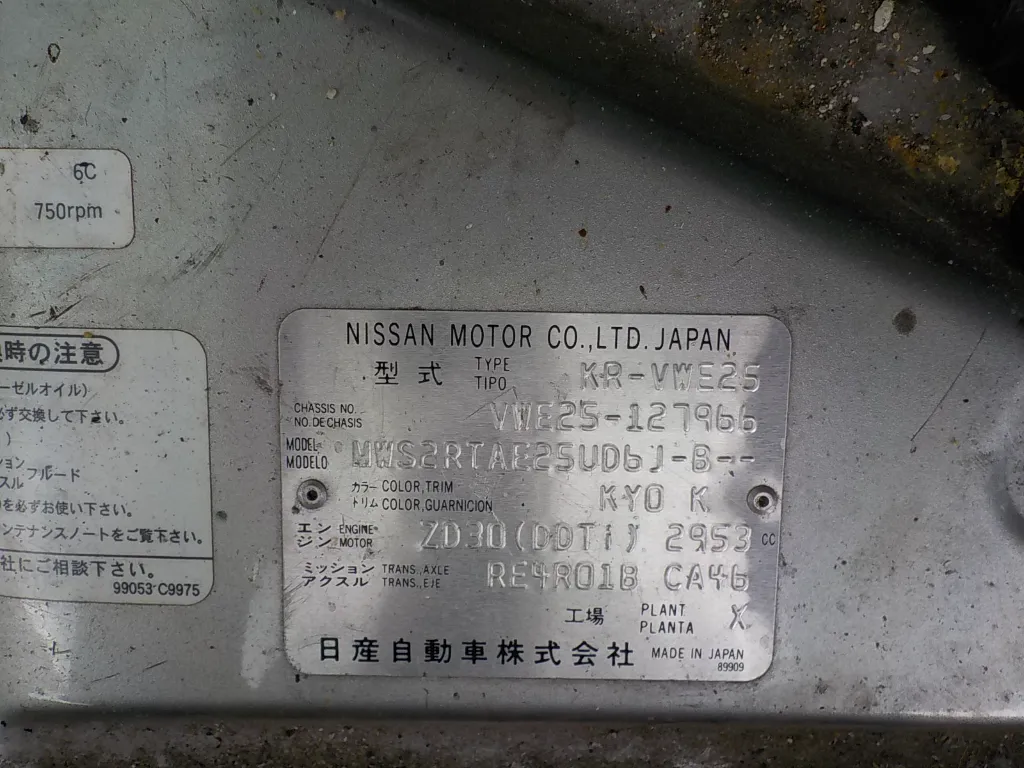 6C
750rpm
時の注意
ーゼルオイル)
必ず交換して下さい。
)
ション フルード
スル
を必ずお使い下さい。
ンテナンスノートをご覧下さい。
社にご相談下さい。
99053 C9975
NISSAN MOTOR CO.,LTD. JAPAN
型式 TYPE TIPO KR-VWE25
CHASSIS NO. NO. DE CHASIS VWE25-127966
MODEL MODELO WWS2RTAE25UD6J-B--
カラー COLOR,TRIM
トリム COLOR,GUARNICION KY0 K
エンジン ENGINE MOTOR ZD30(DDTi) 2953 CC
ミッション TRANS.,AXLE
アクスル TRANS.,EJE RE4R01B CA46
工場 PLANT PLANTA X
日産自動車株式会社 MADE IN JAPAN
89909